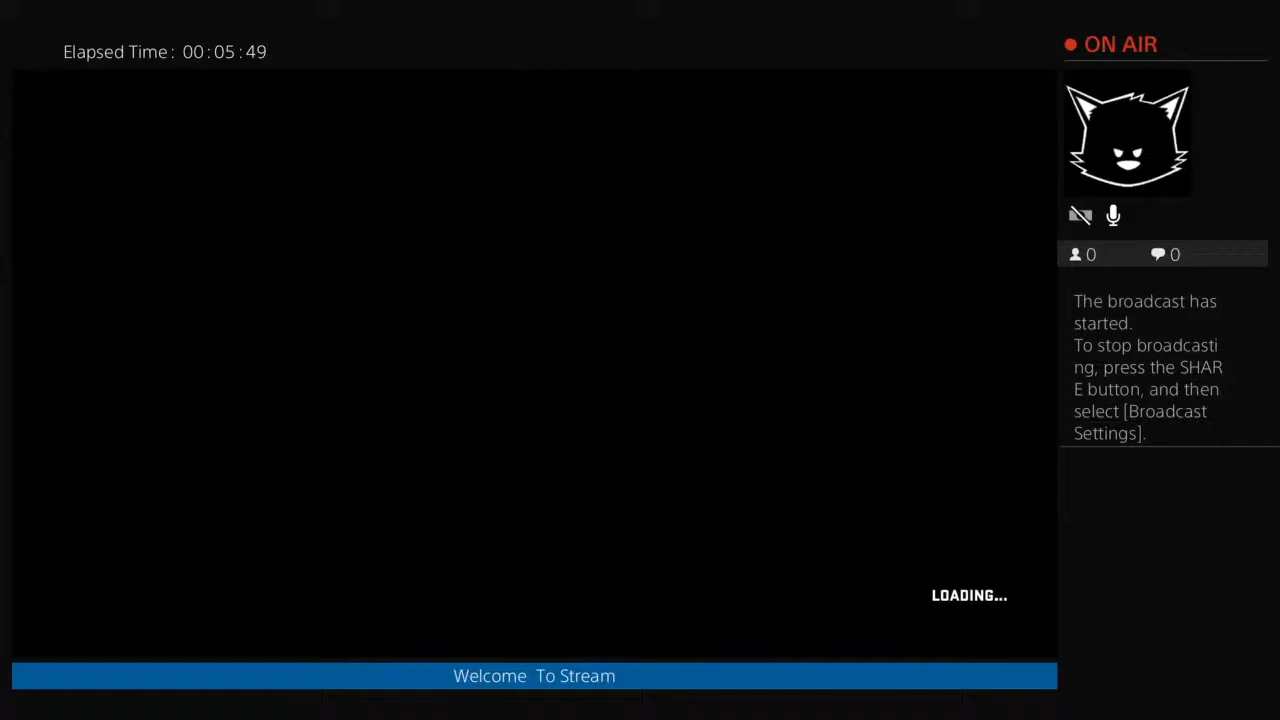 Elapsed Time: 00:05:49
ON AIR
0 0
The broadcast has
started.
To stop broadcasti
ng, press the SHAR
E button, and then
select [Broadcast
Settings].
LOADING...
Welcome To Stream